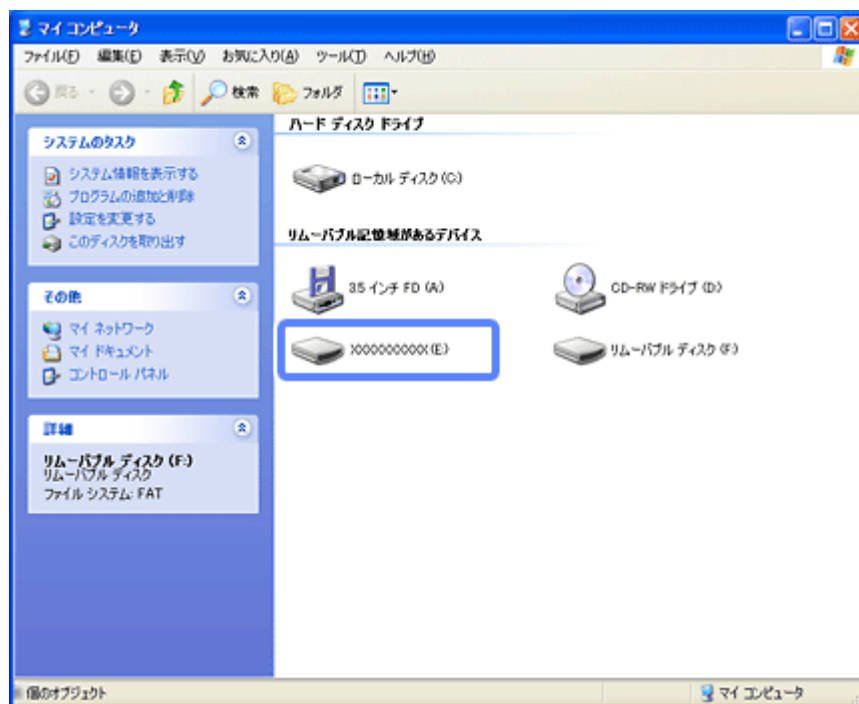 マイ コンピュータ
ファイル(F) 編集(E) 表示(V) お気に入り(A) ツール(T) ヘルプ(H)
戻る 検索 フォルダ
システムのタスク
システム情報を表示する
プログラムの追加と削除
設定を変更する
このディスクを取り出す
その他
マイ ネットワーク
マイ ドキュメント
コントロール パネル
詳細
リムーバブル ディスク (F:)
リムーバブル ディスク
ファイル システム: FAT
ハード ディスク ドライブ
ローカル ディスク (C:)
リムーバブル記憶域があるデバイス
3.5 インチ FD (A:)
CD-RW ドライブ (D:)
XXXXXXXXXX (E:)
リムーバブル ディスク (F:)
個のオブジェクト
マイ コンピュータ